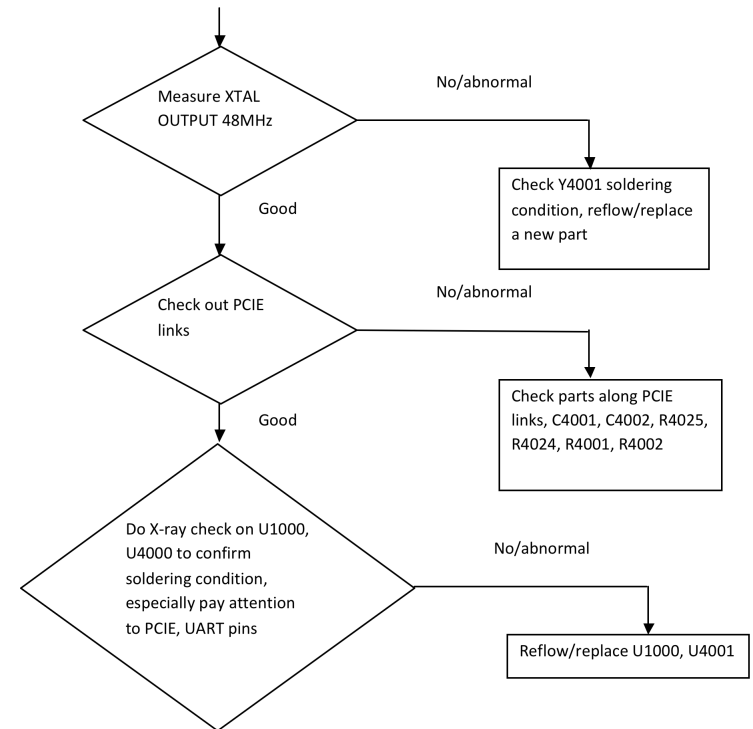 Measure XTAL
OUTPUT 48MHz
No/abnormal
Check Y4001 soldering
condition, reflow/replace
a new part
Good
Check out PCIE
links
No/abnormal
Check parts along PCIE
links, C4001, C4002, R4025,
R4024, R4001, R4002
Good
Do X-ray check on U1000,
U4000 to confirm
soldering condition,
especially pay attention
to PCIE, UART pins
No/abnormal
Reflow/replace U1000, U4001